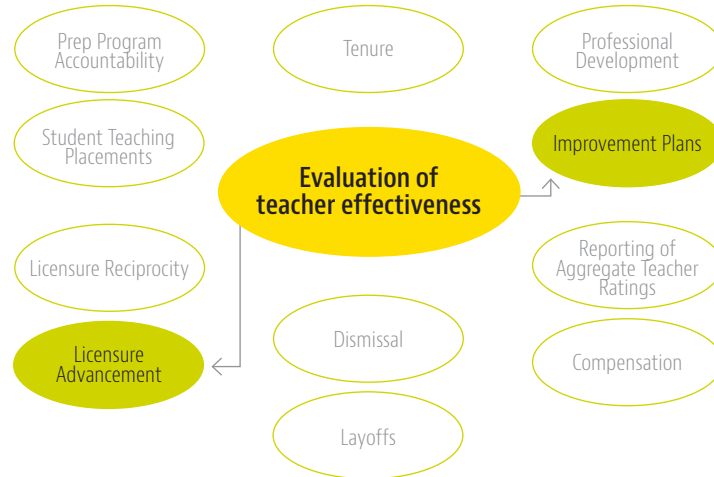 Prep Program
Accountability
Tenure
Professional
Development
Student Teaching
Placements
Improvement Plans
Evaluation of
teacher effectiveness
Licensure Reciprocity
Reporting of
Aggregate Teacher
Ratings
Licensure
Advancement
Dismissal
Compensation
Layoffs